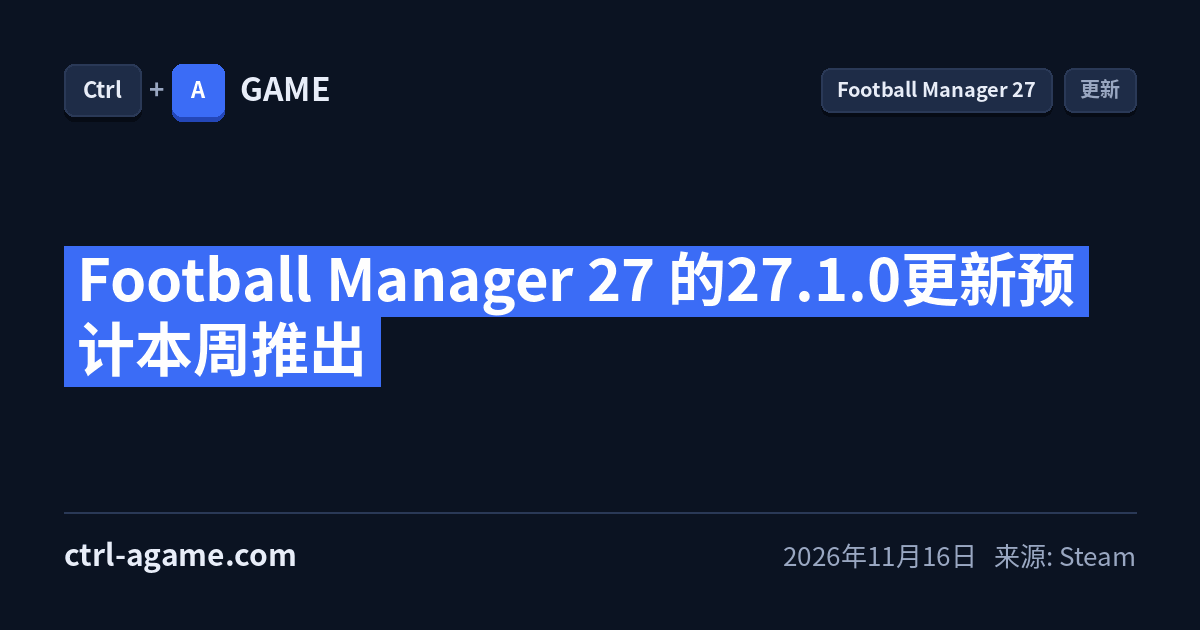 Ctrl + A GAME
Football Manager 27 更新
Football Manager 27 的27.1.0更新预
计本周推出
ctrl-agame.com
2026年11月16日 来源: Steam